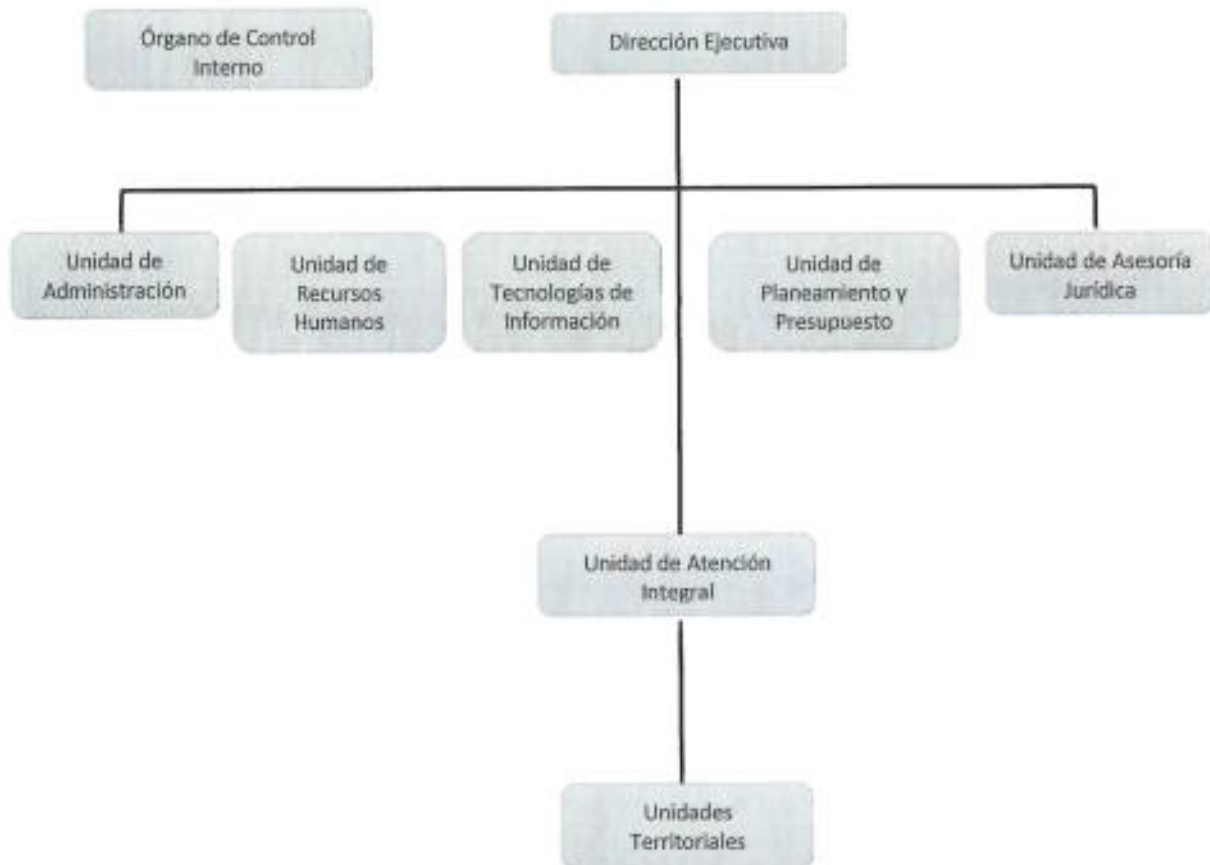 Órgano de Control
Interno
Dirección Ejecutiva
Unidad de
Administración
Unidad de
Recursos
Humanos
Unidad de
Tecnologías de
Información
Unidad de
Planeamiento y
Presupuesto
Unidad de Asesoría
Jurídica
Unidad de Atención
Integral
Unidades
Territoriales